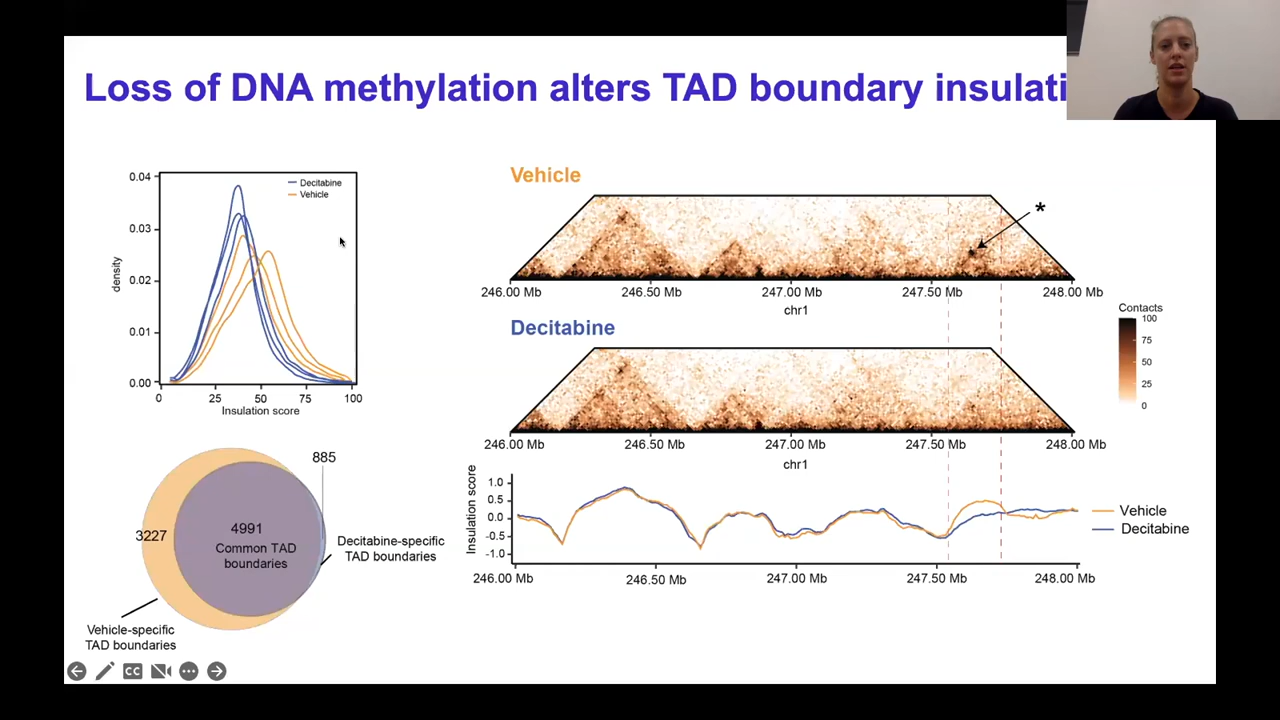 Loss of DNA methylation alters TAD boundary insulati
0.04
0.03
0.02
0.01
0.00
density
Decitabine
Vehicle
0 25 50 75 100
Insulation score
885
3227
4991
Common TAD
boundaries
Decitabine-specific
TAD boundaries
Vehicle-specific
TAD boundaries
CC
Vehicle
*
246.00 Mb 246.50 Mb 247.00 Mb 247.50 Mb 248.00 Mb
chr1
Decitabine
246.00 Mb 246.50 Mb 247.00 Mb 247.50 Mb 248.00 Mb
chr1
Contacts
100
75
50
25
0
Insulation score
1.0
0.5
0.0
-0.5
-1.0
246.00 Mb 246.50 Mb 247.00 Mb 247.50 Mb 248.00 Mb
Vehicle
Decitabine